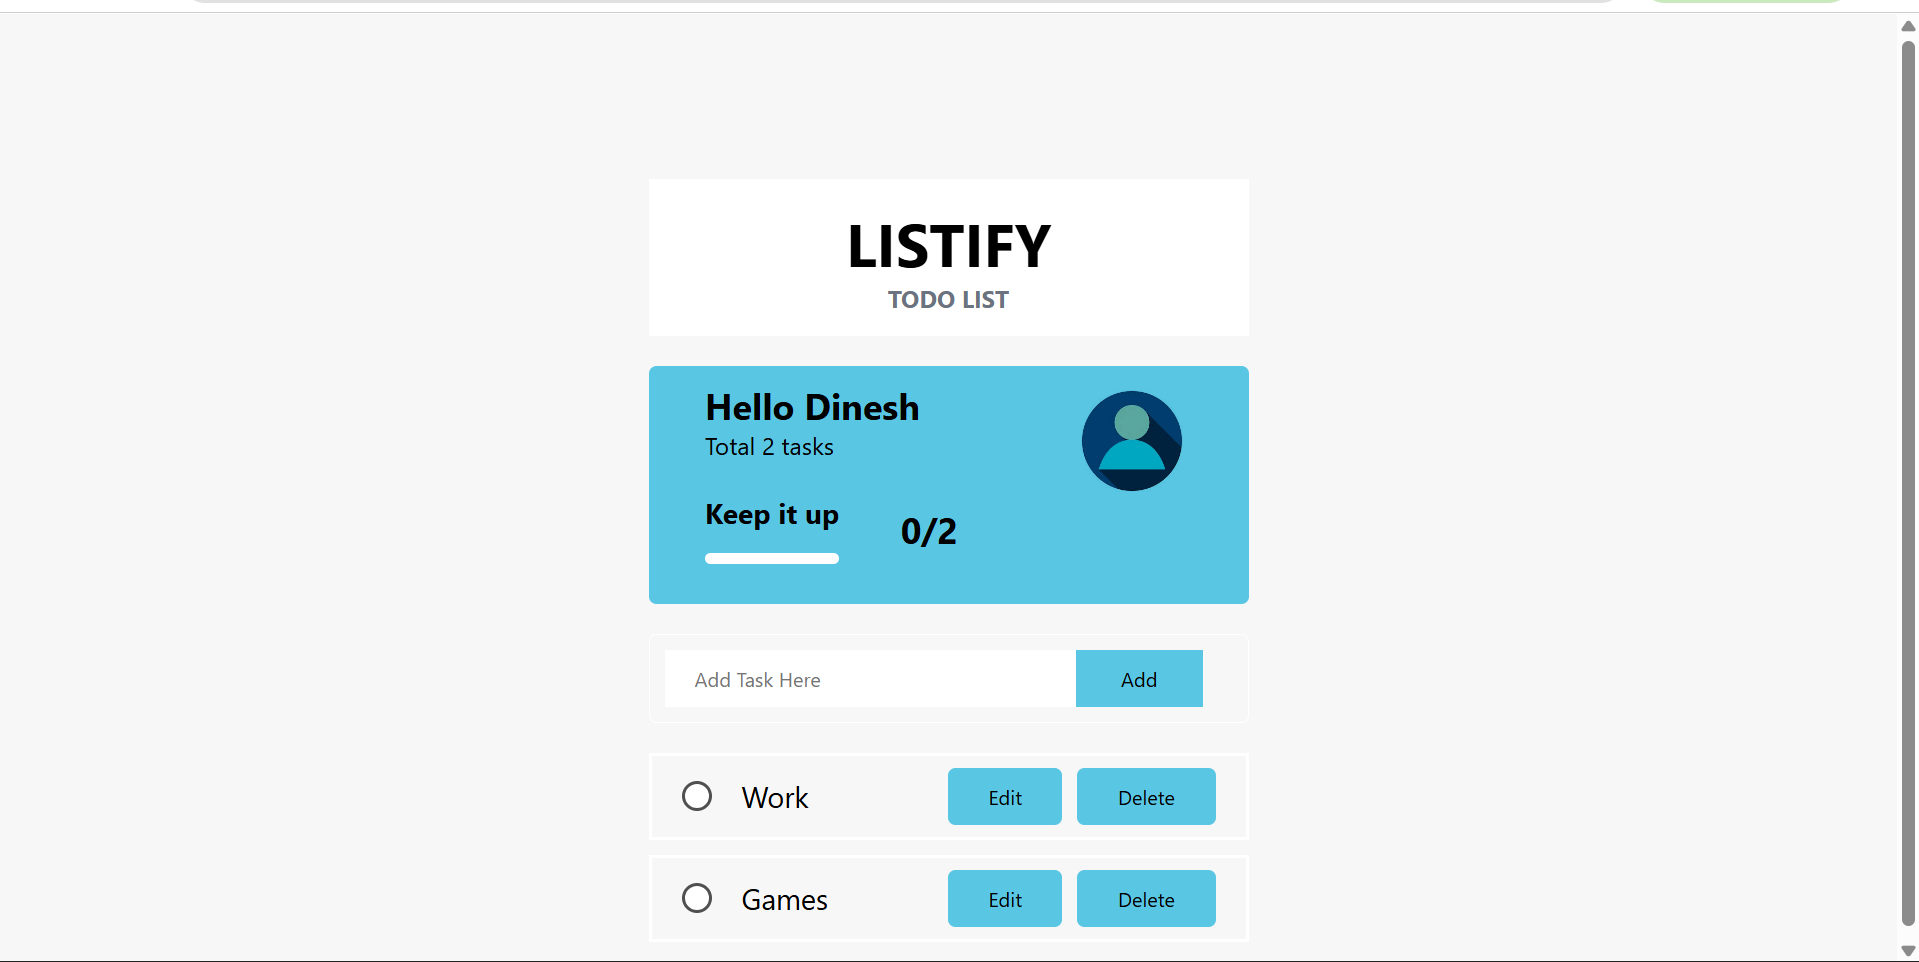 LISTIFY
TODO LIST
Hello Dinesh
Total 2 tasks
Keep it up
0/2
Add Task Here
Add
Work
Edit
Delete
Games
Edit
Delete